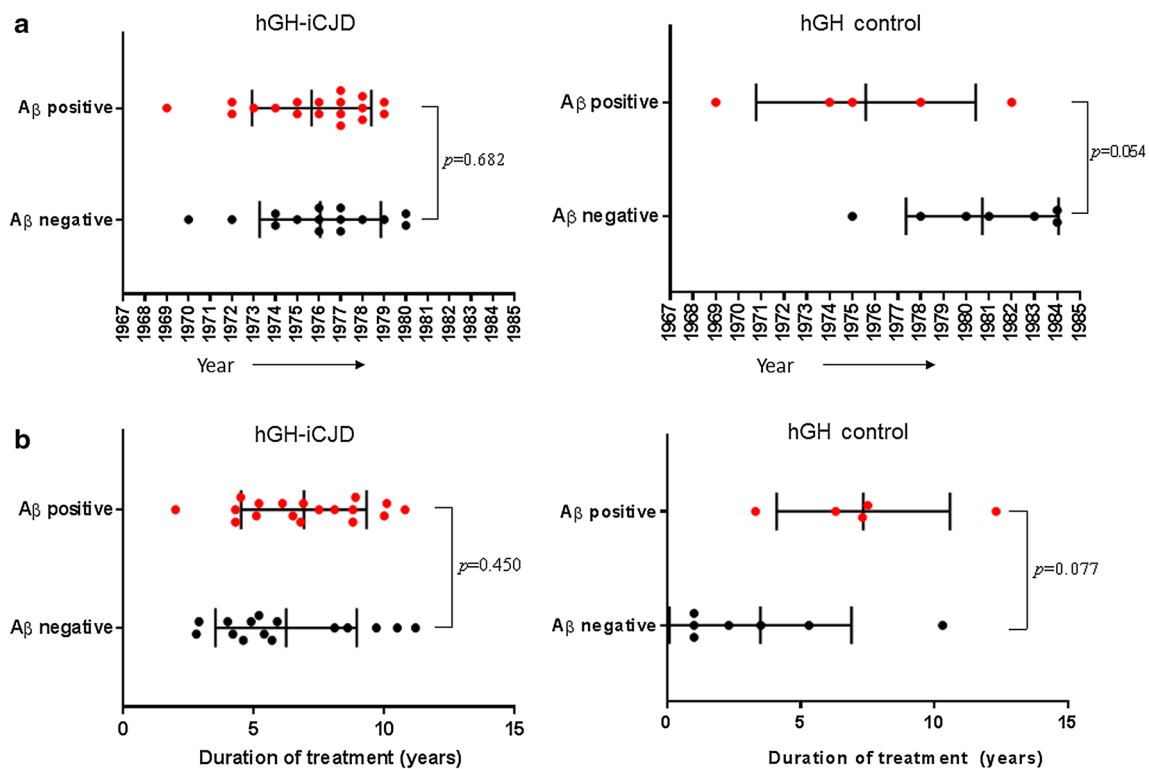 a
hGH-iCJD
hGH control
Aβ positive
Aβ negative
p=0.682
1967 1968 1969 1970 1971 1972 1973 1974 1975 1976 1977 1978 1979 1980 1981 1982 1983 1984 1985
Year
Aβ positive
Aβ negative
p=0.054
1967 1968 1969 1970 1971 1972 1973 1974 1975 1976 1977 1978 1979 1980 1981 1982 1983 1984 1985
Year
b
hGH-iCJD
hGH control
Aβ positive
Aβ negative
p=0.450
0 5 10 15
Duration of treatment (years)
Aβ positive
Aβ negative
p=0.077
0 5 10 15
Duration of treatment (years)